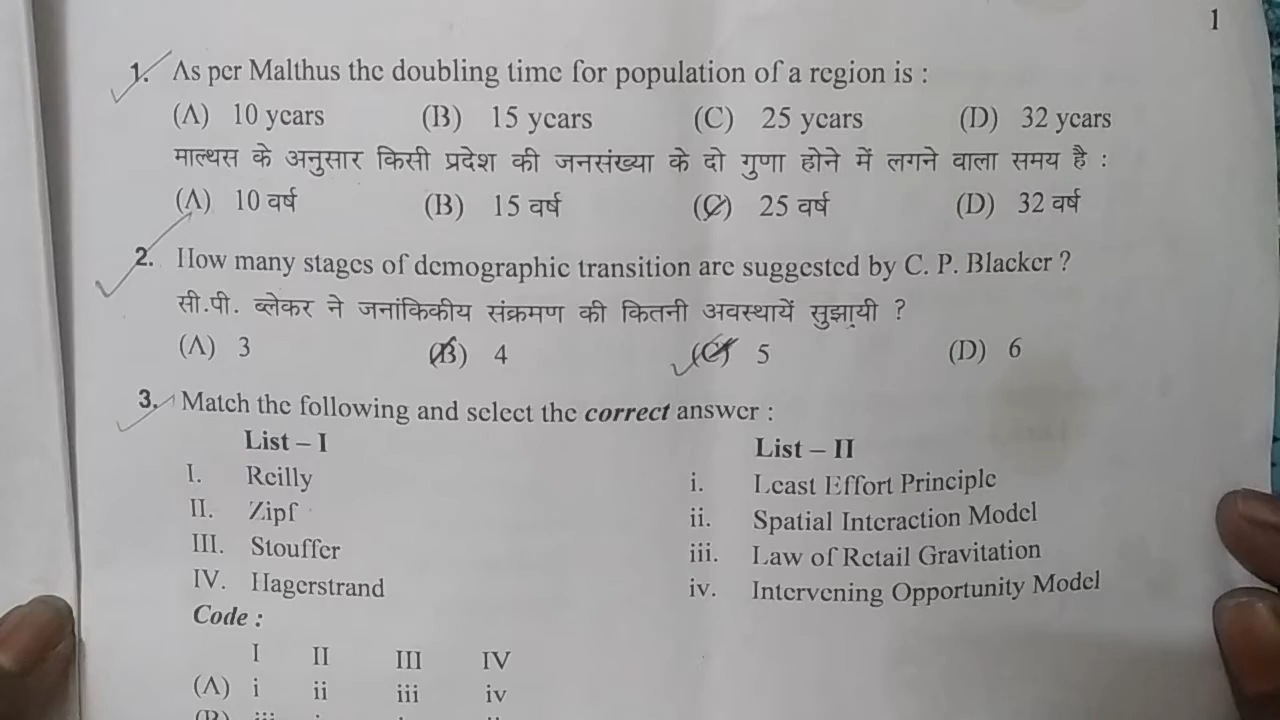 1
1. As per Malthus the doubling time for population of a region is :
(A) 10 years (B) 15 years (C) 25 years (D) 32 years
माल्थस के अनुसार किसी प्रदेश की जनसंख्या के दो गुणा होने में लगने वाला समय है :
(A) 10 वर्ष (B) 15 वर्ष (C) 25 वर्ष (D) 32 वर्ष
2. How many stages of demographic transition are suggested by C. P. Blacker ?
सी.पी. ब्लेकर ने जनांकिकीय संक्रमण की कितनी अवस्थायें सुझायी ?
(A) 3 (B) 4 (C) 5 (D) 6
3. Match the following and select the correct answer :
List – I List – II
I. Reilly i. Least Effort Principle
II. Zipf ii. Spatial Interaction Model
III. Stouffer iii. Law of Retail Gravitation
IV. Hagerstrand iv. Intervening Opportunity Model
Code :
I II III IV
(A) i ii iii iv